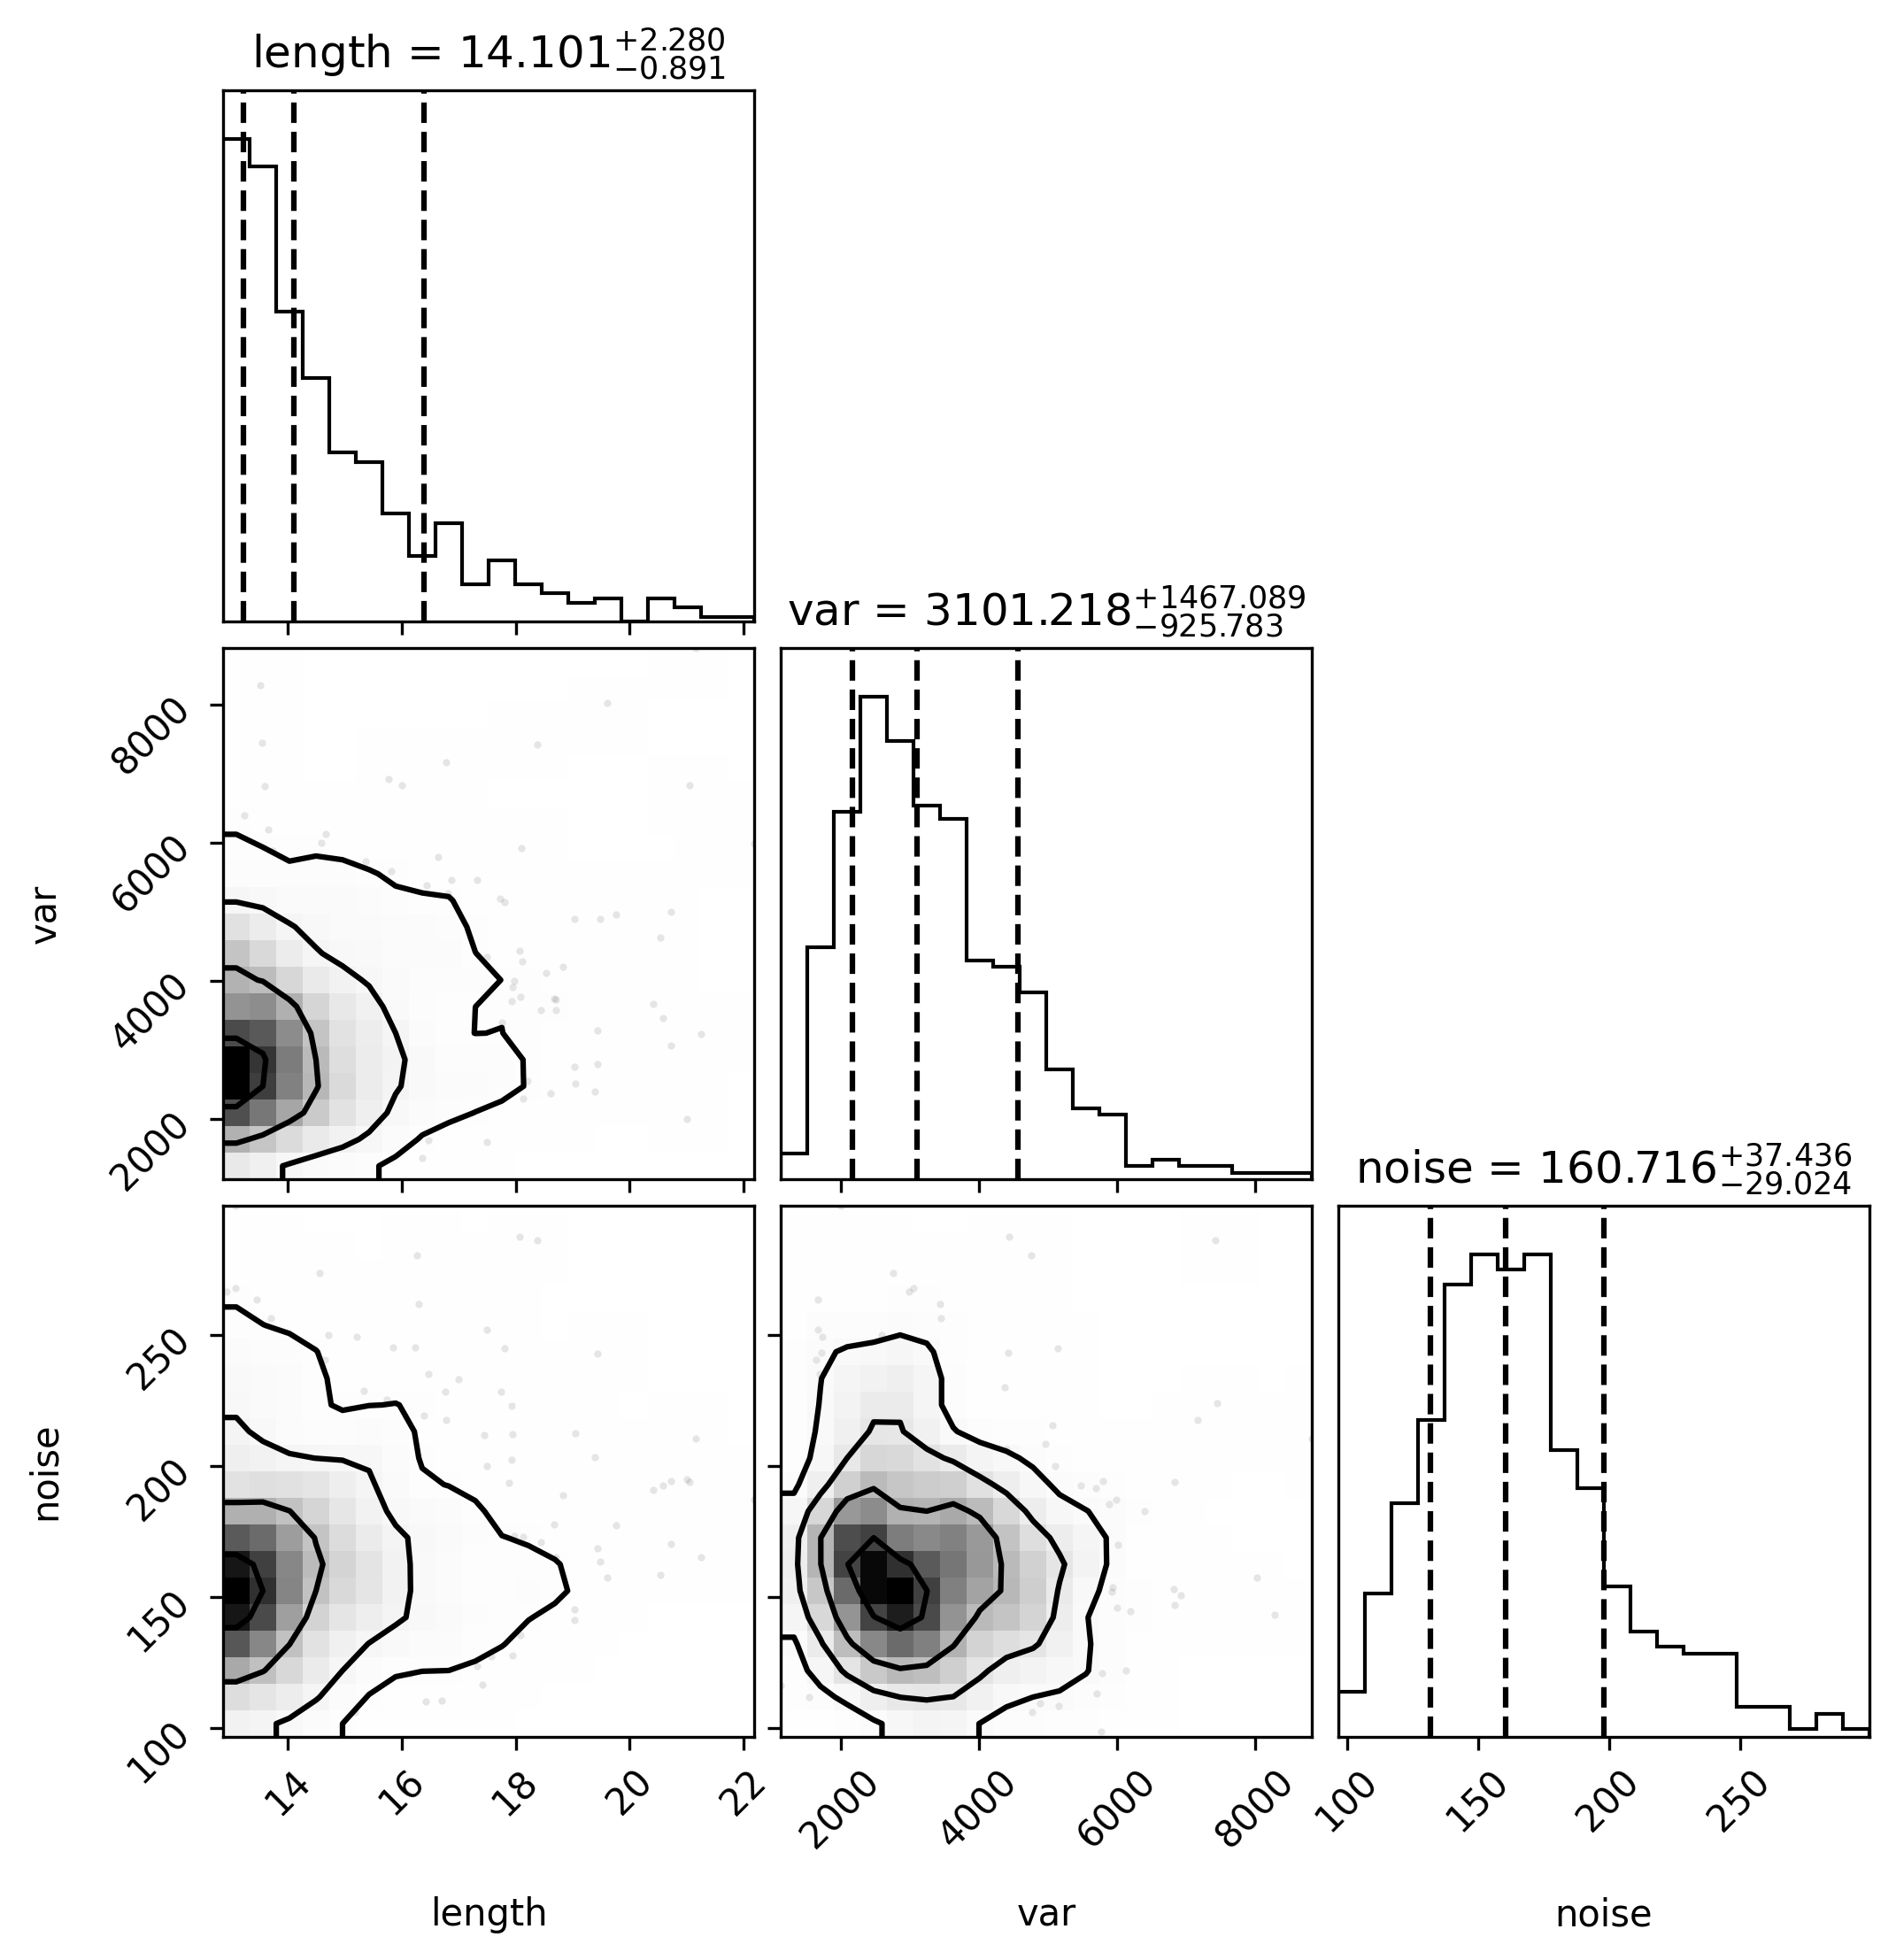 length = 14.101+2.280 −0.891
var = 3101.218+1467.089 −925.783
8000
6000
4000
2000
var
noise = 160.716+37.436 −29.024
250
200
150
100
noise
14 16 18 20 22
2000 4000 6000 8000
100 150 200 250
length var noise